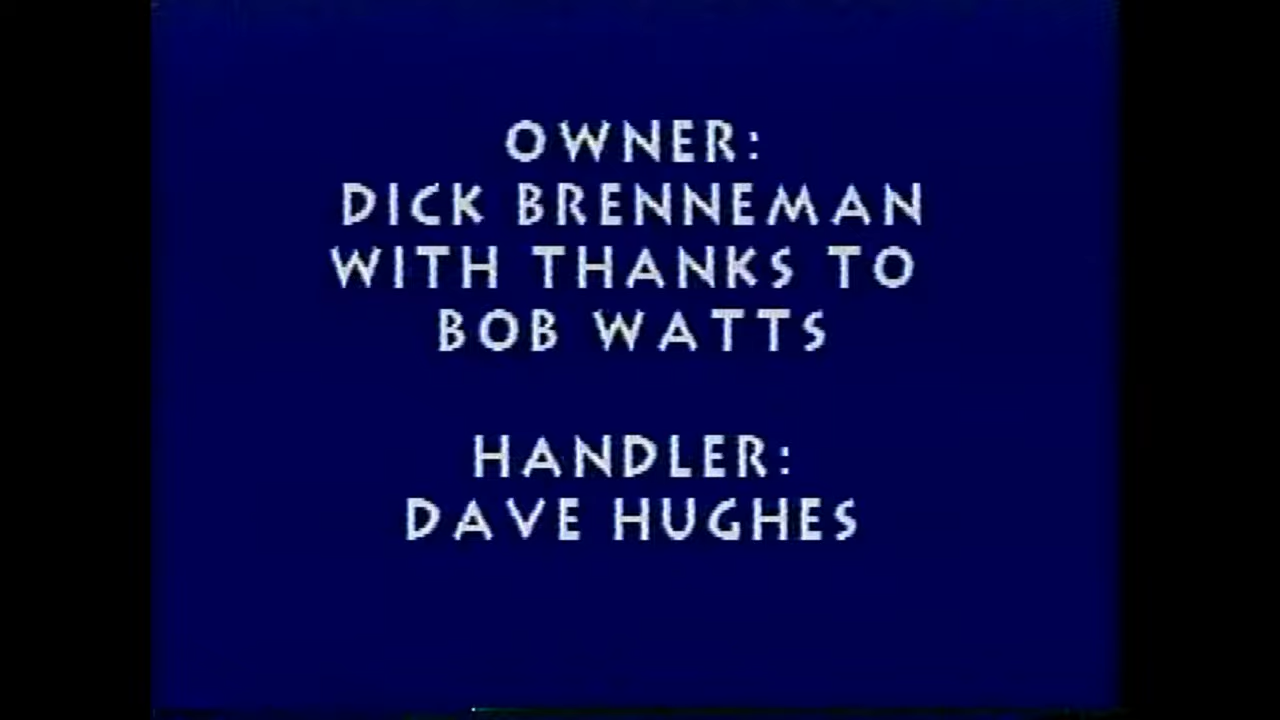 OWNER:
DICK BRENNEMAN
WITH THANKS TO
BOB WATTS
HANDLER:
DAVE HUGHES